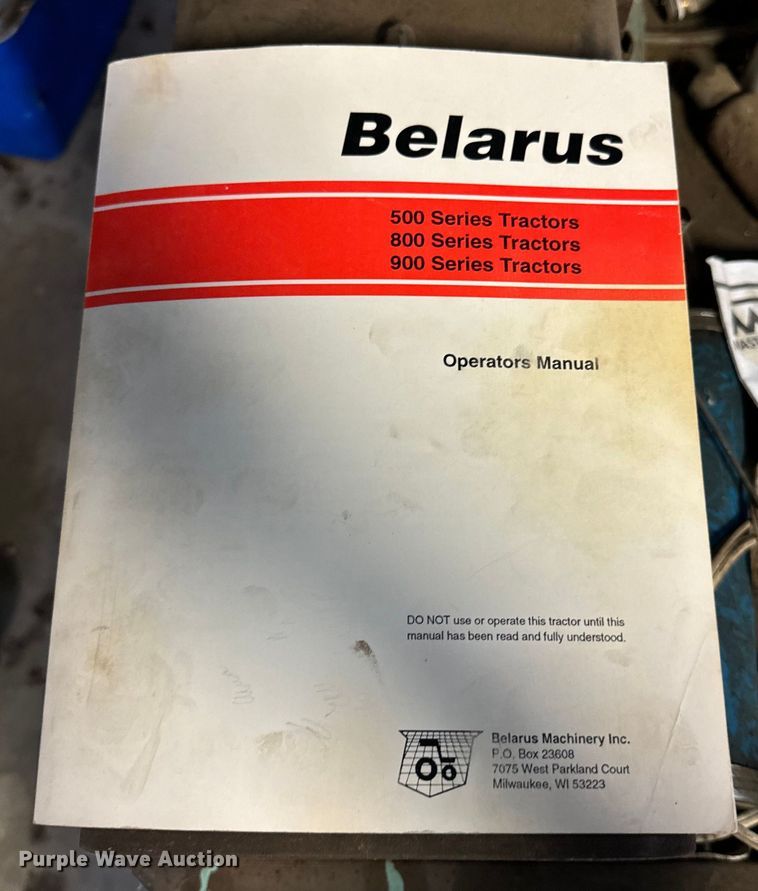 Belarus
500 Series Tractors
800 Series Tractors
900 Series Tractors
Operators Manual
DO NOT use or operate this tractor until this
manual has been read and fully understood.
Belarus Machinery Inc.
P.O. Box 23608
7075 West Parkland Court
Milwaukee, WI 53223
Purple Wave Auction